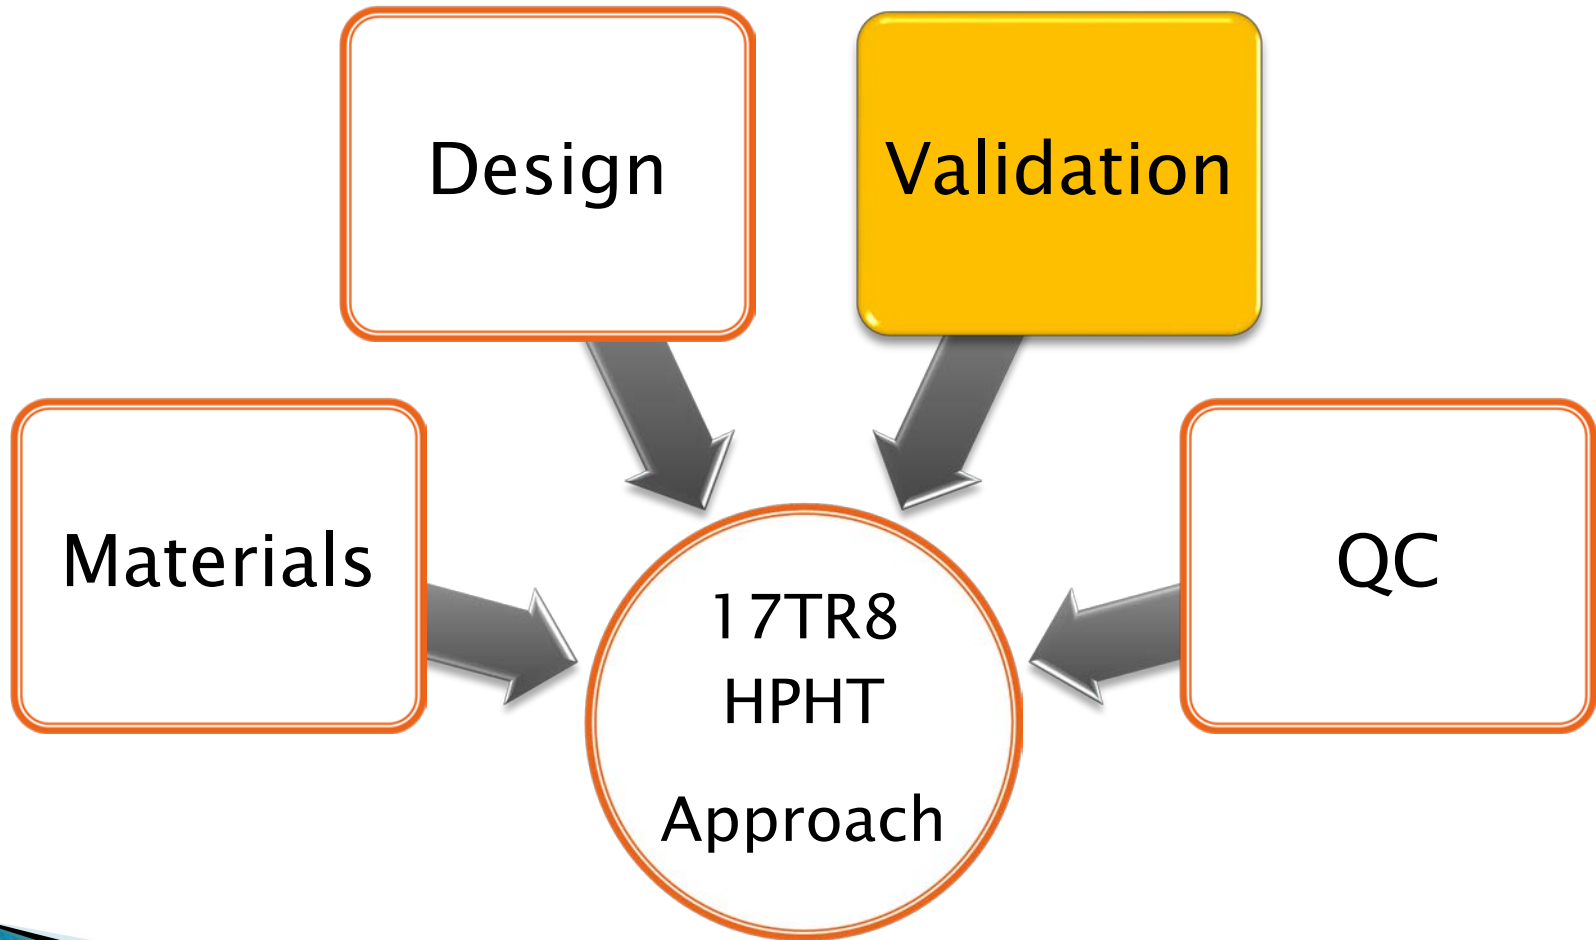 Design
Validation
Materials
QC
17TR8
HPHT
Approach